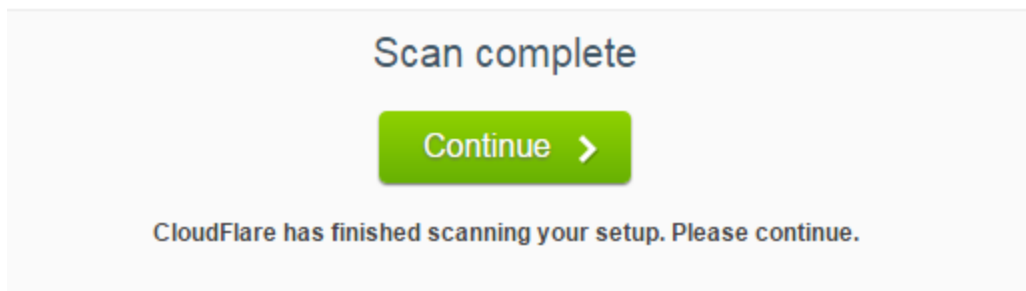 Scan complete
Continue
CloudFlare has finished scanning your setup. Please continue.